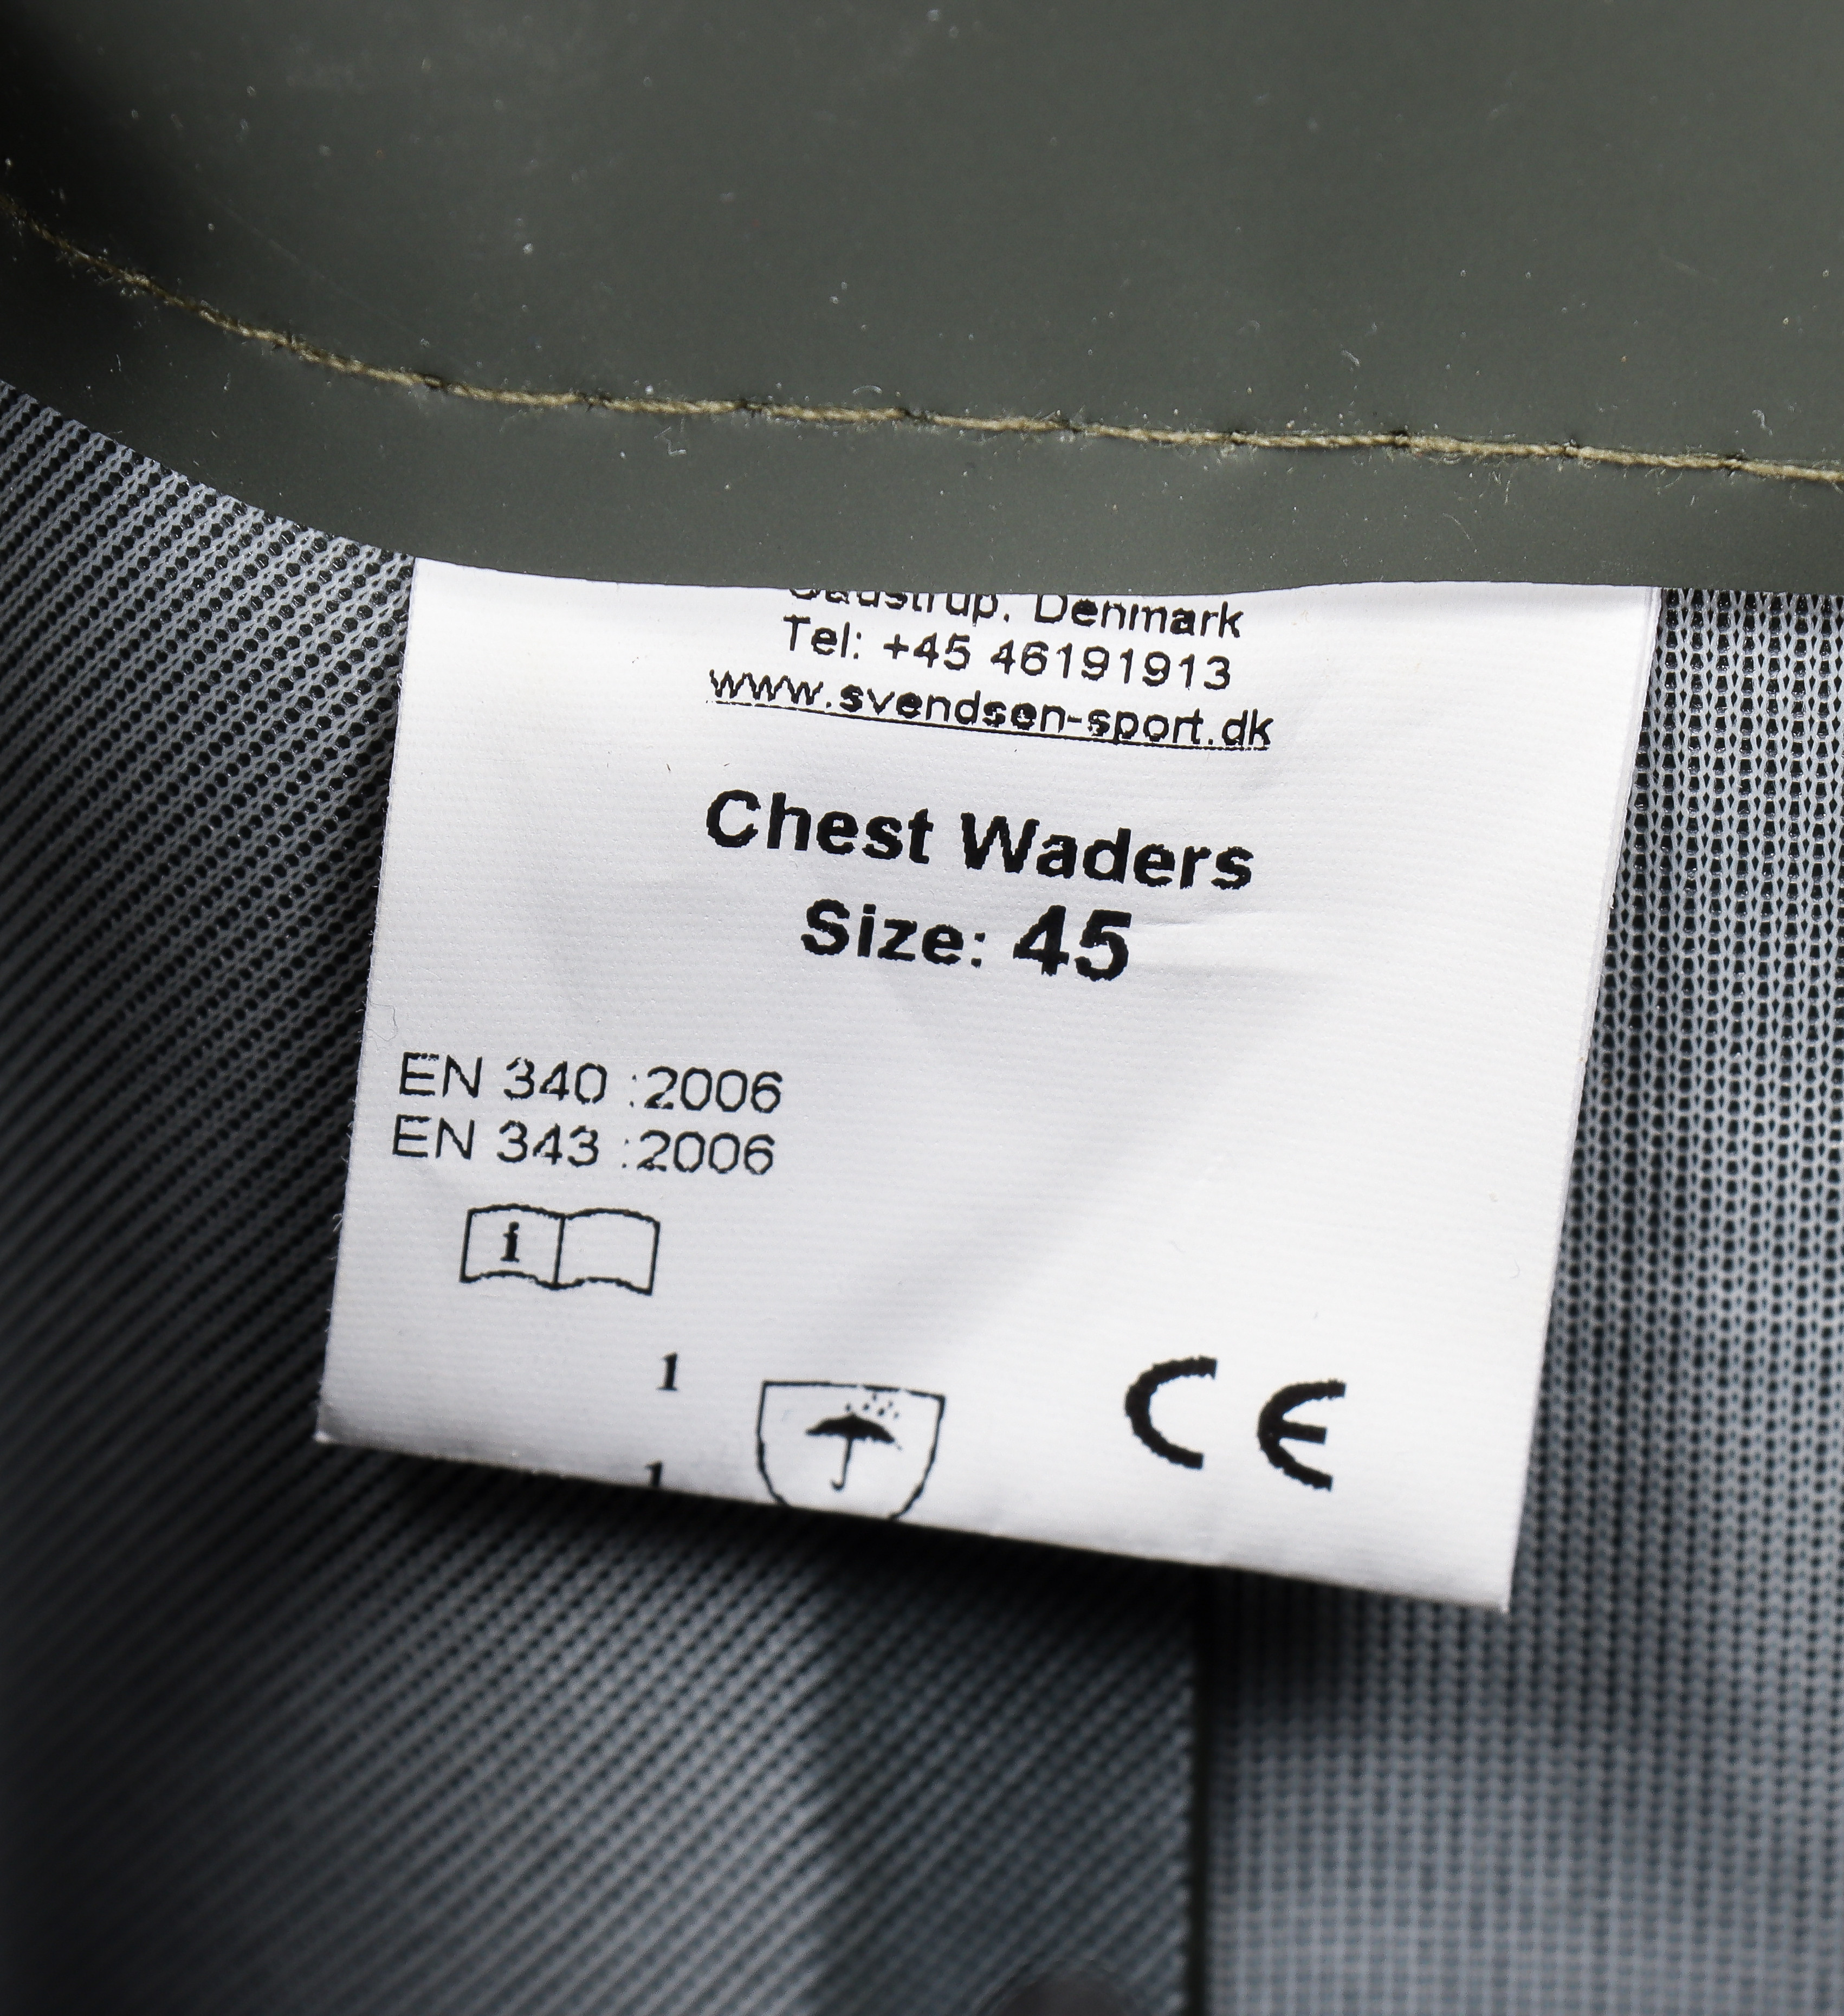 Denmark
Tel: +45 46191913
www.svendsen-sport.dk
Chest Waders
Size: 45
EN 340 :2006
EN 343 :2006
i
1
1
CE